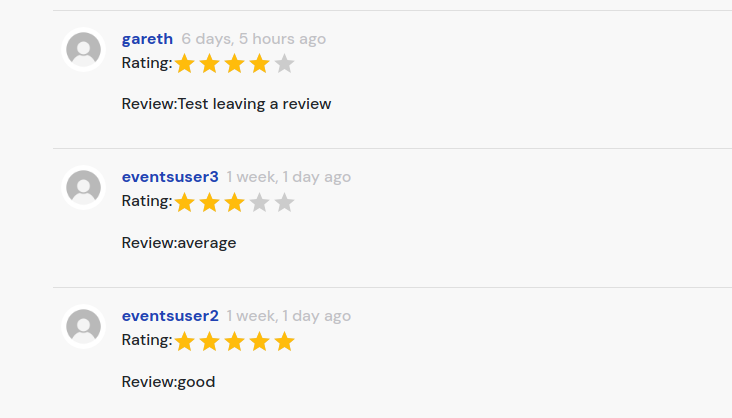 gareth 6 days, 5 hours ago
Rating:
Review:Test leaving a review
eventsuser3 1 week, 1 day ago
Rating:
Review:average
eventsuser2 1 week, 1 day ago
Rating:
Review:good